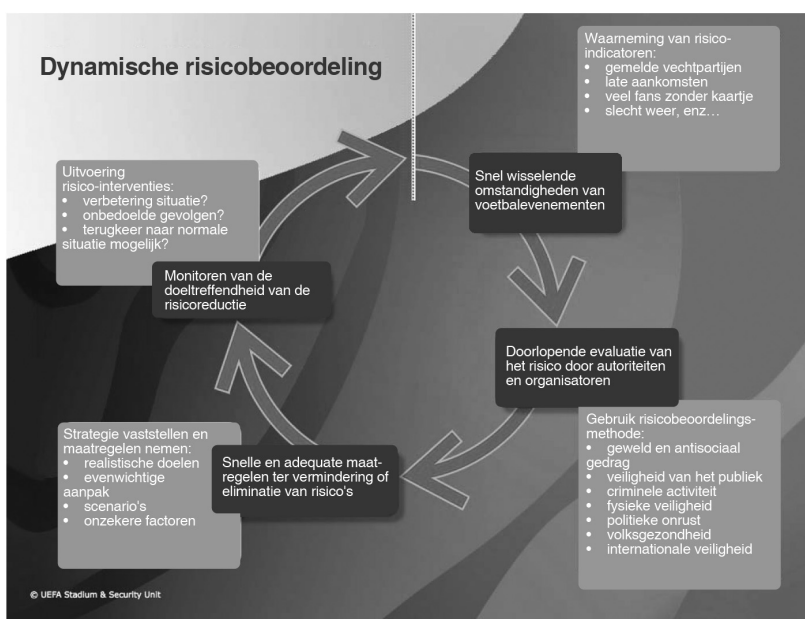 Dynamische risicobeoordeling
Waarneming van risico-
indicatoren:
• gemelde vechtpartijen
• late aankomsten
• veel fans zonder kaartje
• slecht weer, enz…
Snel wisselende
omstandigheden van
voetbalevenementen
Doorlopende evaluatie van
het risico door autoriteiten
en organisatoren
Gebruik risicobeoordelings-
methode:
• geweld en antisociaal
gedrag
• veiligheid van het publiek
• criminele activiteit
• fysieke veiligheid
• politieke onrust
• volksgezondheid
• internationale veiligheid
Snelle en adequate maat-
regelen ter vermindering of
eliminatie van risico's
Strategie vaststellen en
maatregelen nemen:
• realistische doelen
• evenwichtige
aanpak
• scenario's
• onzekere factoren
Monitoren van de
doeltreffendheid van de
risicoreductie
Uitvoering
risico-interventies:
• verbetering situatie?
• onbedoelde gevolgen?
• terugkeer naar normale
situatie mogelijk?
© UEFA Stadium & Security Unit